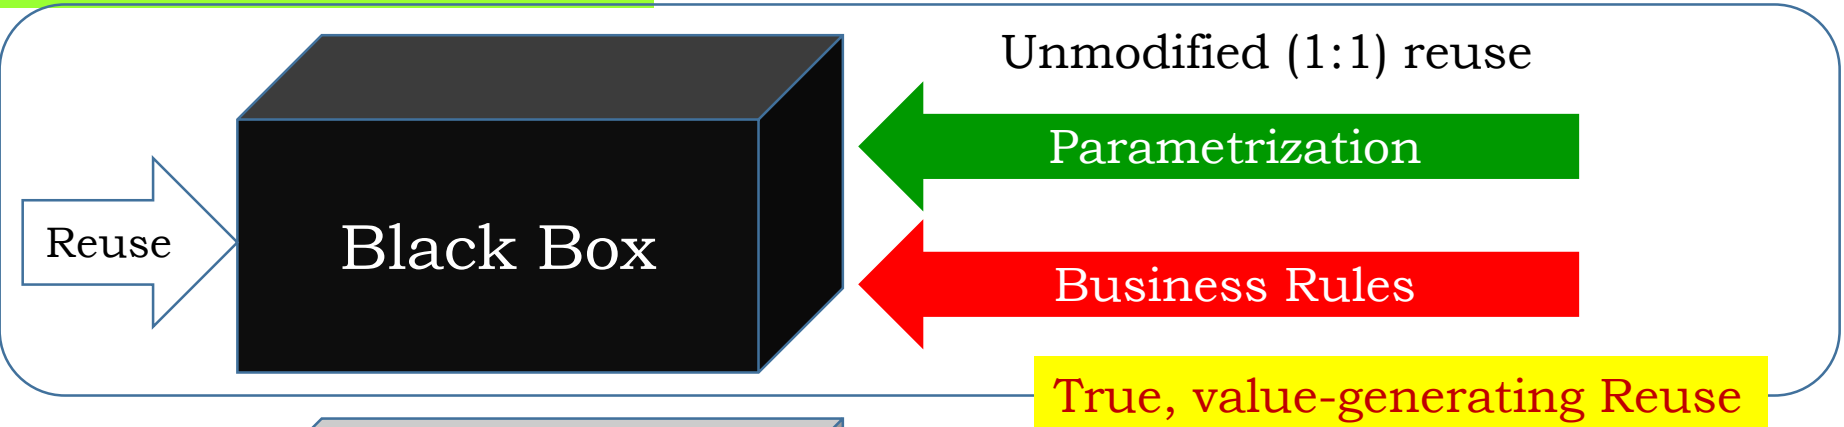 Unmodified (1:1) reuse
Parametrization
Reuse
Black Box
Business Rules
True, value-generating Reuse